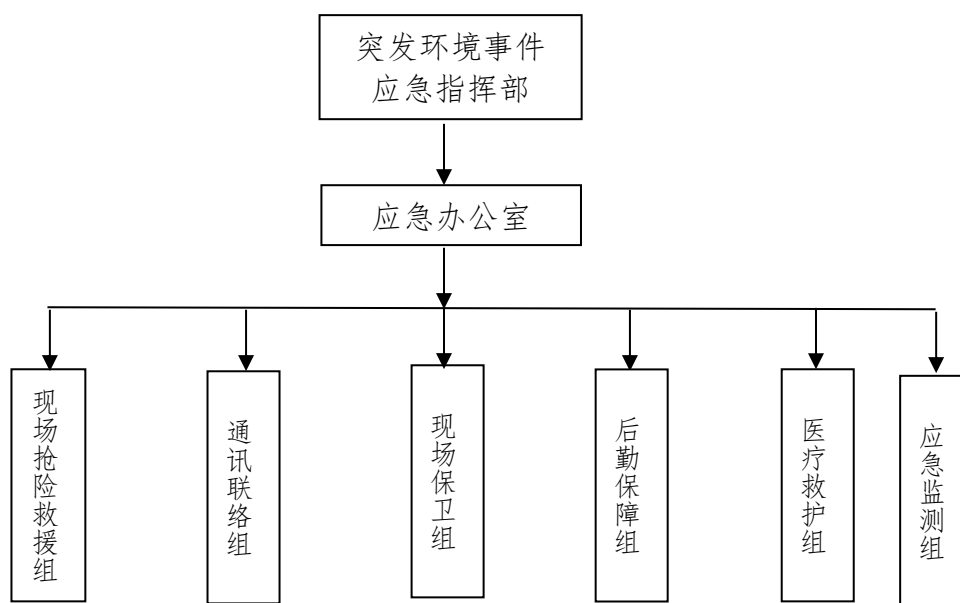 突发环境事件
应急指挥部
应急办公室
现场抢险救援组
通讯联络组
现场保卫组
后勤保障组
医疗救护组
应急监测组